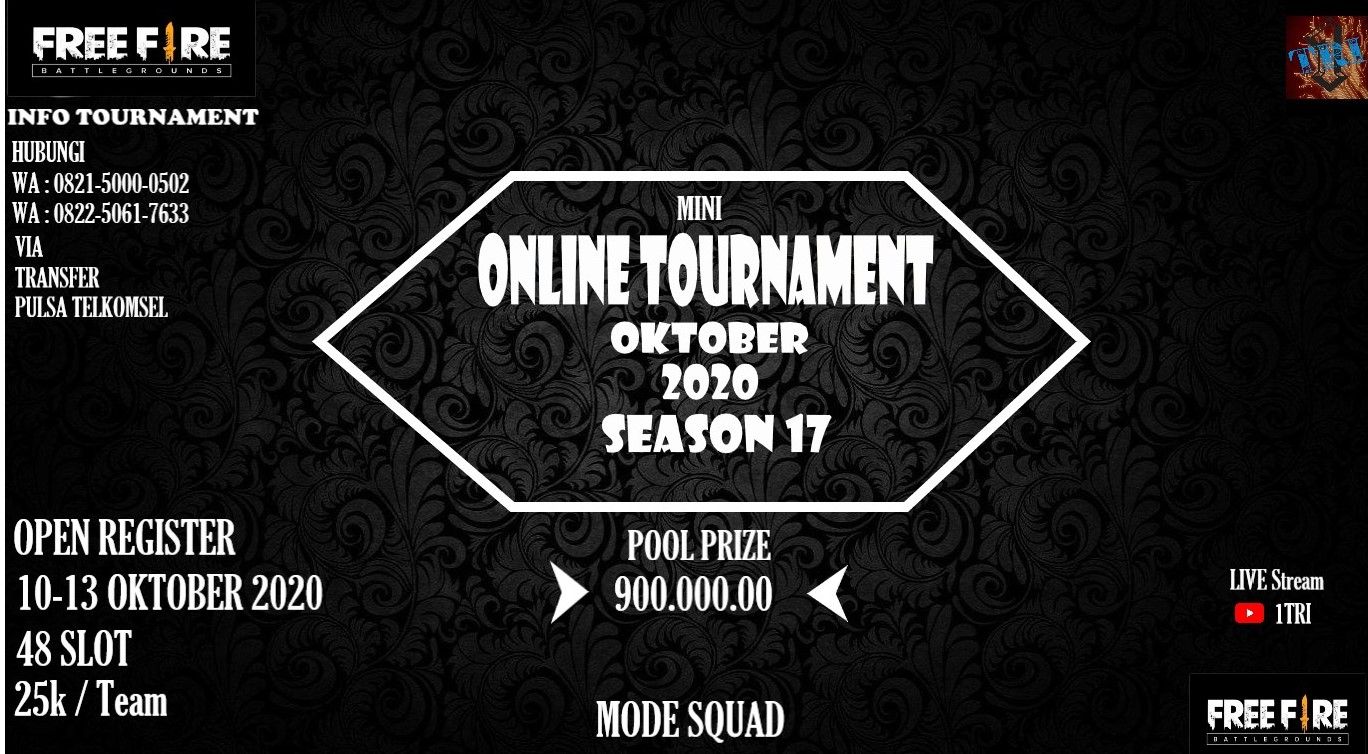 FREE FIRE
BATTLEGROUNDS
INFO TOURNAMENT
HUBUNGI
WA : 0821-5000-0502
WA : 0822-5061-7633
VIA
TRANSFER
PULSA TELKOMSEL
MINI
ONLINE TOURNAMENT
OKTOBER
2020
SEASON 17
OPEN REGISTER
10-13 OKTOBER 2020
48 SLOT
25k / Team
POOL PRIZE
900.000.00
MODE SQUAD
LIVE Stream
1TRI
FREE FIRE
BATTLEGROUNDS